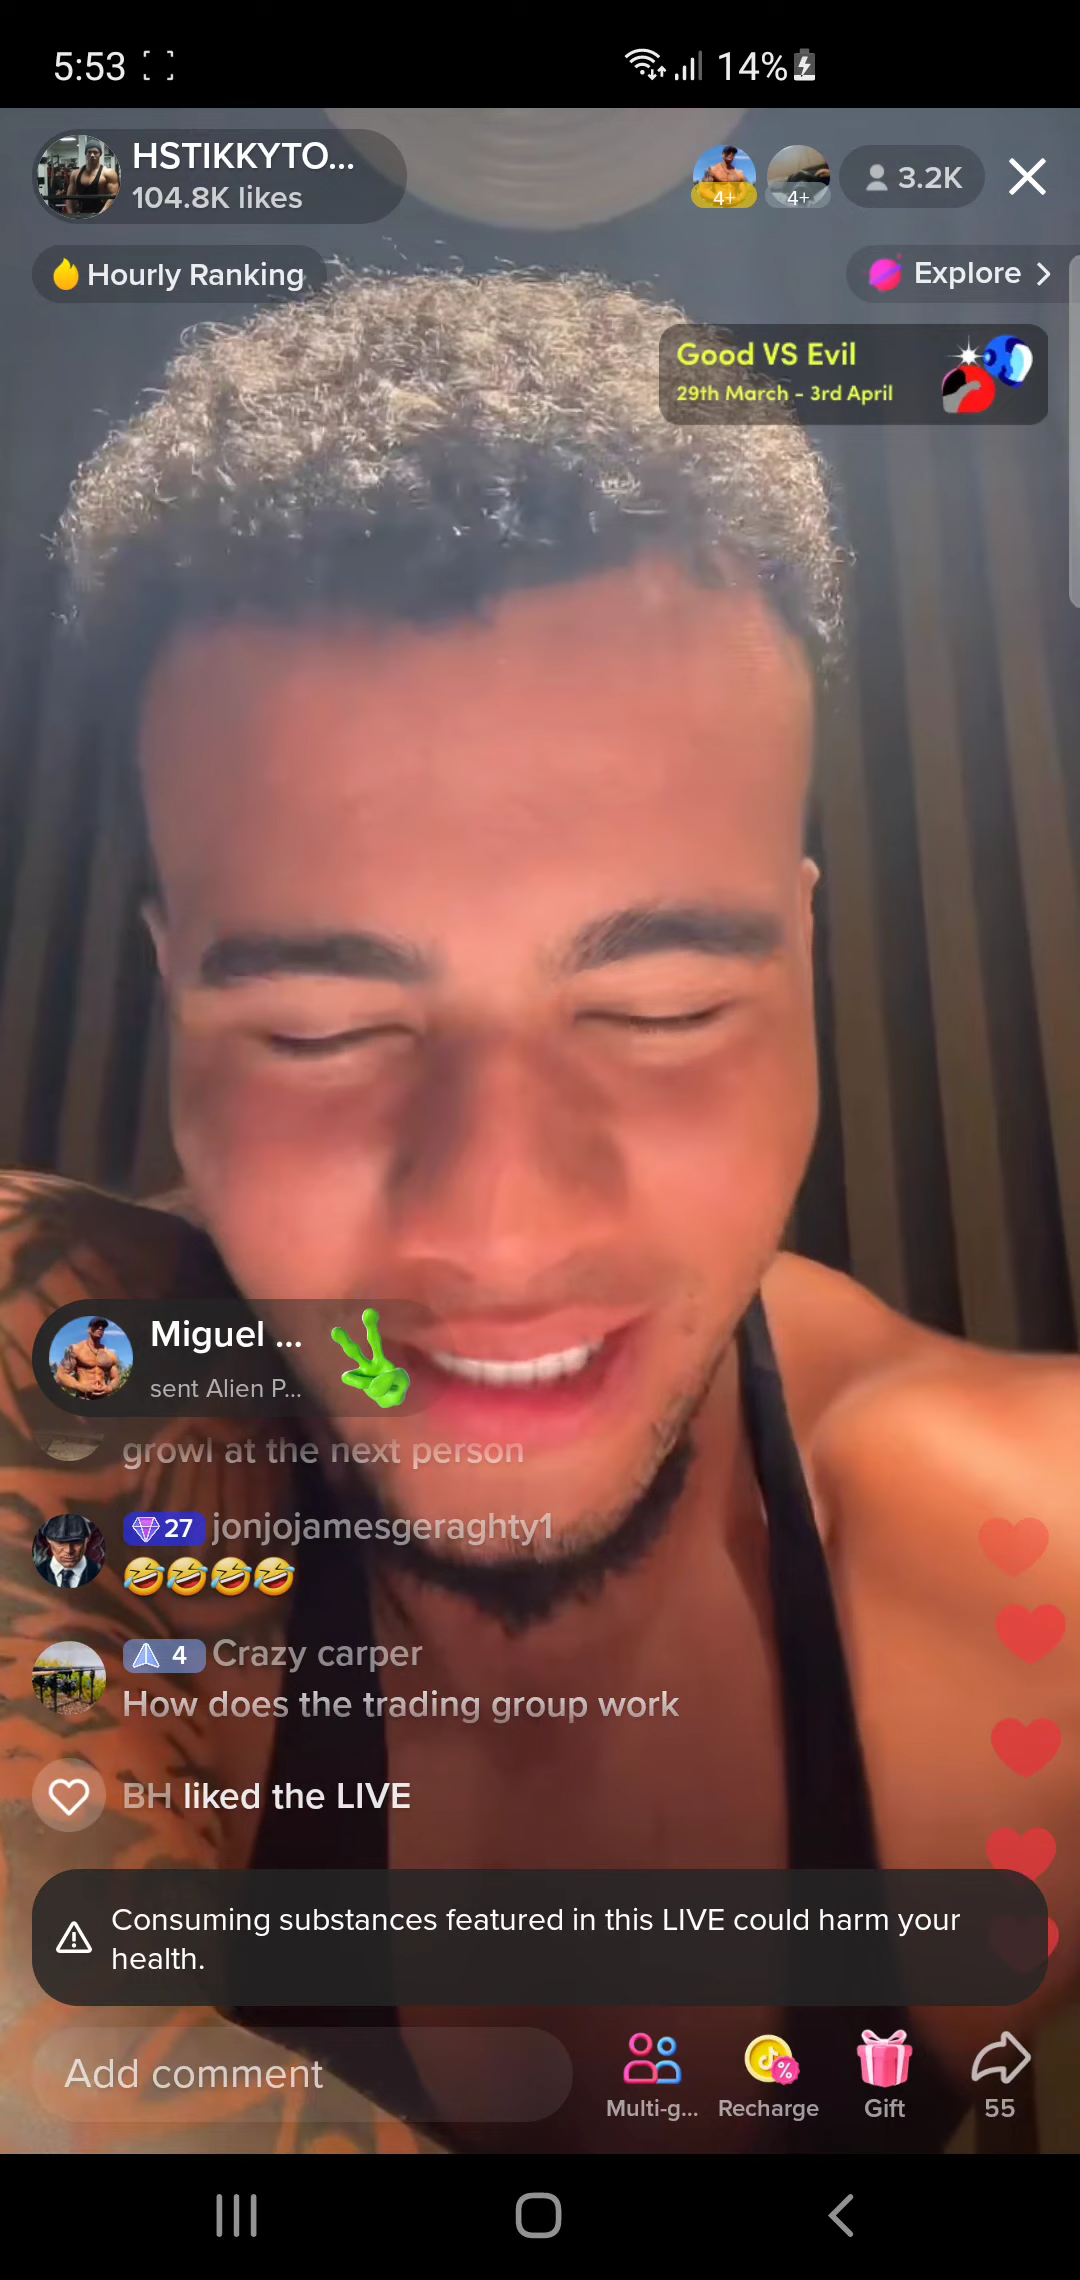 5:53
14%
HSTIKKYTO...
104.8K likes
4+
4+
3.2K
Hourly Ranking
Explore
Good VS Evil
29th March - 3rd April
Miguel ...
sent Alien P...
growl at the next person
27 jonjojamesgeraghty1
🤣🤣🤣🤣
4 Crazy carper
How does the trading group work
BH liked the LIVE
Consuming substances featured in this LIVE could harm your
health.
Add comment
Multi-g...
Recharge
Gift
55